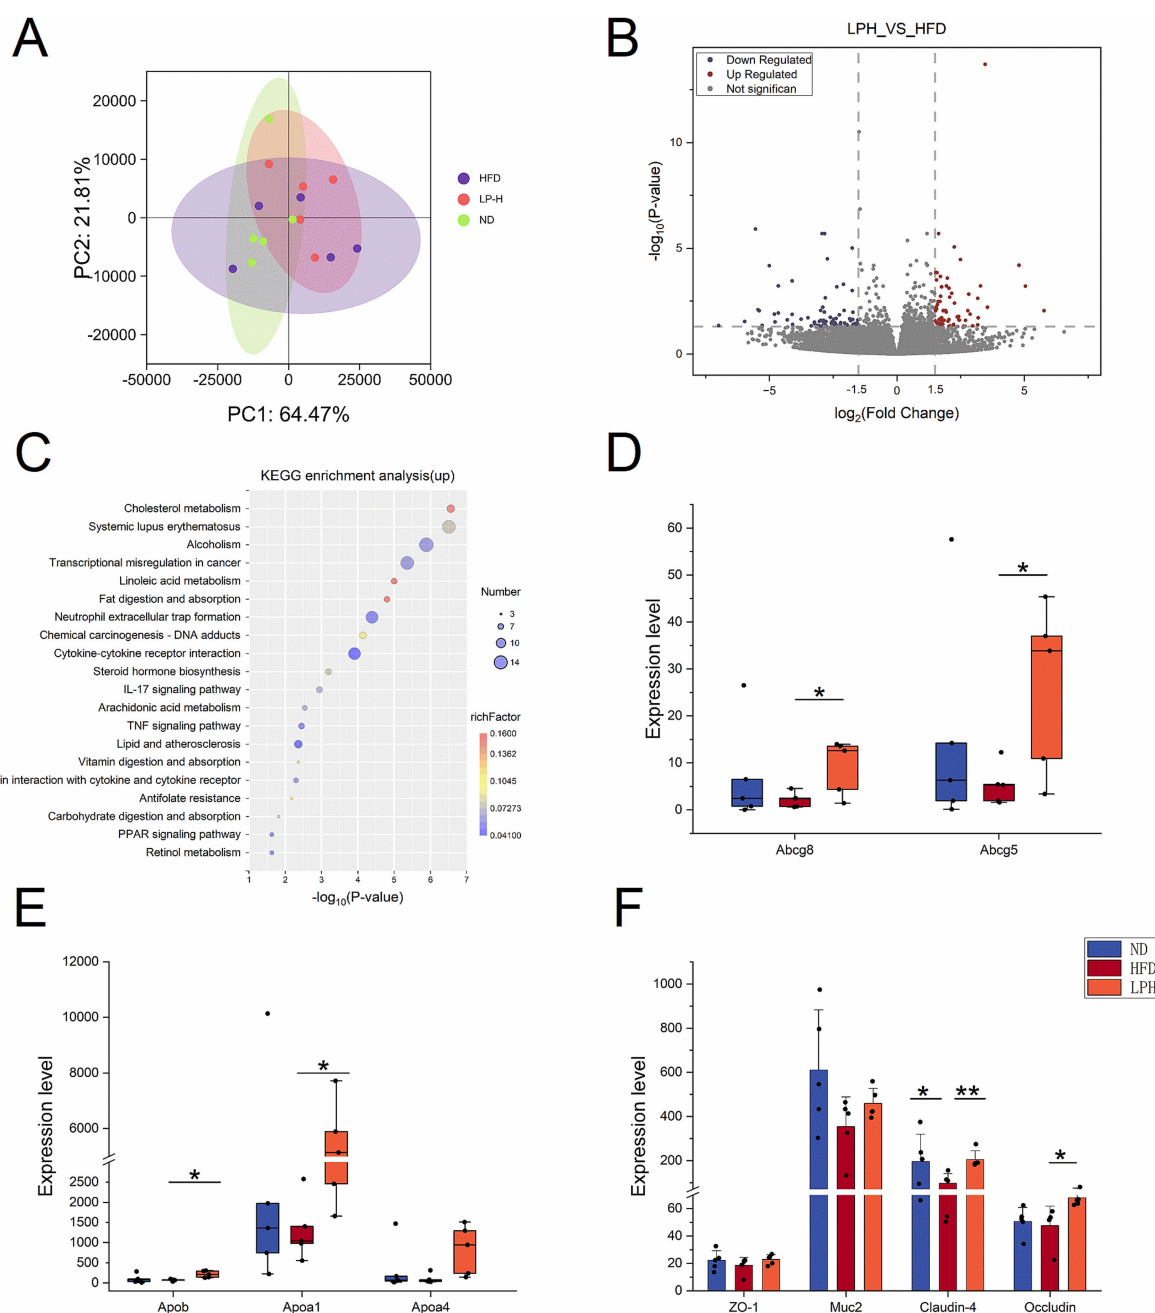 A
20000
10000
0
-10000
-20000
PC2: 21.81%
-50000 -25000 0 25000 50000
PC1: 64.47%
HFD
LP-H
ND
B
LPH_VS_HFD
Down Regulated
Up Regulated
Not significan
10
5
0
-log10(P-value)
−5 -1.5 0 1.5 5
log2(Fold Change)
C
KEGG enrichment analysis(up)
Cholesterol metabolism
Systemic lupus erythematosus
Alcoholism
Transcriptional misregulation in cancer
Linoleic acid metabolism
Fat digestion and absorption
Neutrophil extracellular trap formation
Chemical carcinogenesis - DNA adducts
Cytokine-cytokine receptor interaction
Steroid hormone biosynthesis
IL-17 signaling pathway
Arachidonic acid metabolism
TNF signaling pathway
Lipid and atherosclerosis
Vitamin digestion and absorption
in interaction with cytokine and cytokine receptor
Antifolate resistance
Carbohydrate digestion and absorption
PPAR signaling pathway
Retinol metabolism
1 2 3 4 5 6 7
-log10(P-value)
Number
3
7
10
14
richFactor
0.1600
0.1362
0.1045
0.07273
0.04100
D
60
50
40
30
20
10
0
Expression level
*
*
Abcg8 Abcg5
E
12000
10000
8000
6000
2500
2000
1500
1000
500
0
Expression level
*
*
Apob Apoa1 Apoa4
F
ND
HFD
LPH
1000
800
600
400
200
60
40
20
0
Expression level
* **
*
ZO-1 Muc2 Claudin-4 Occludin